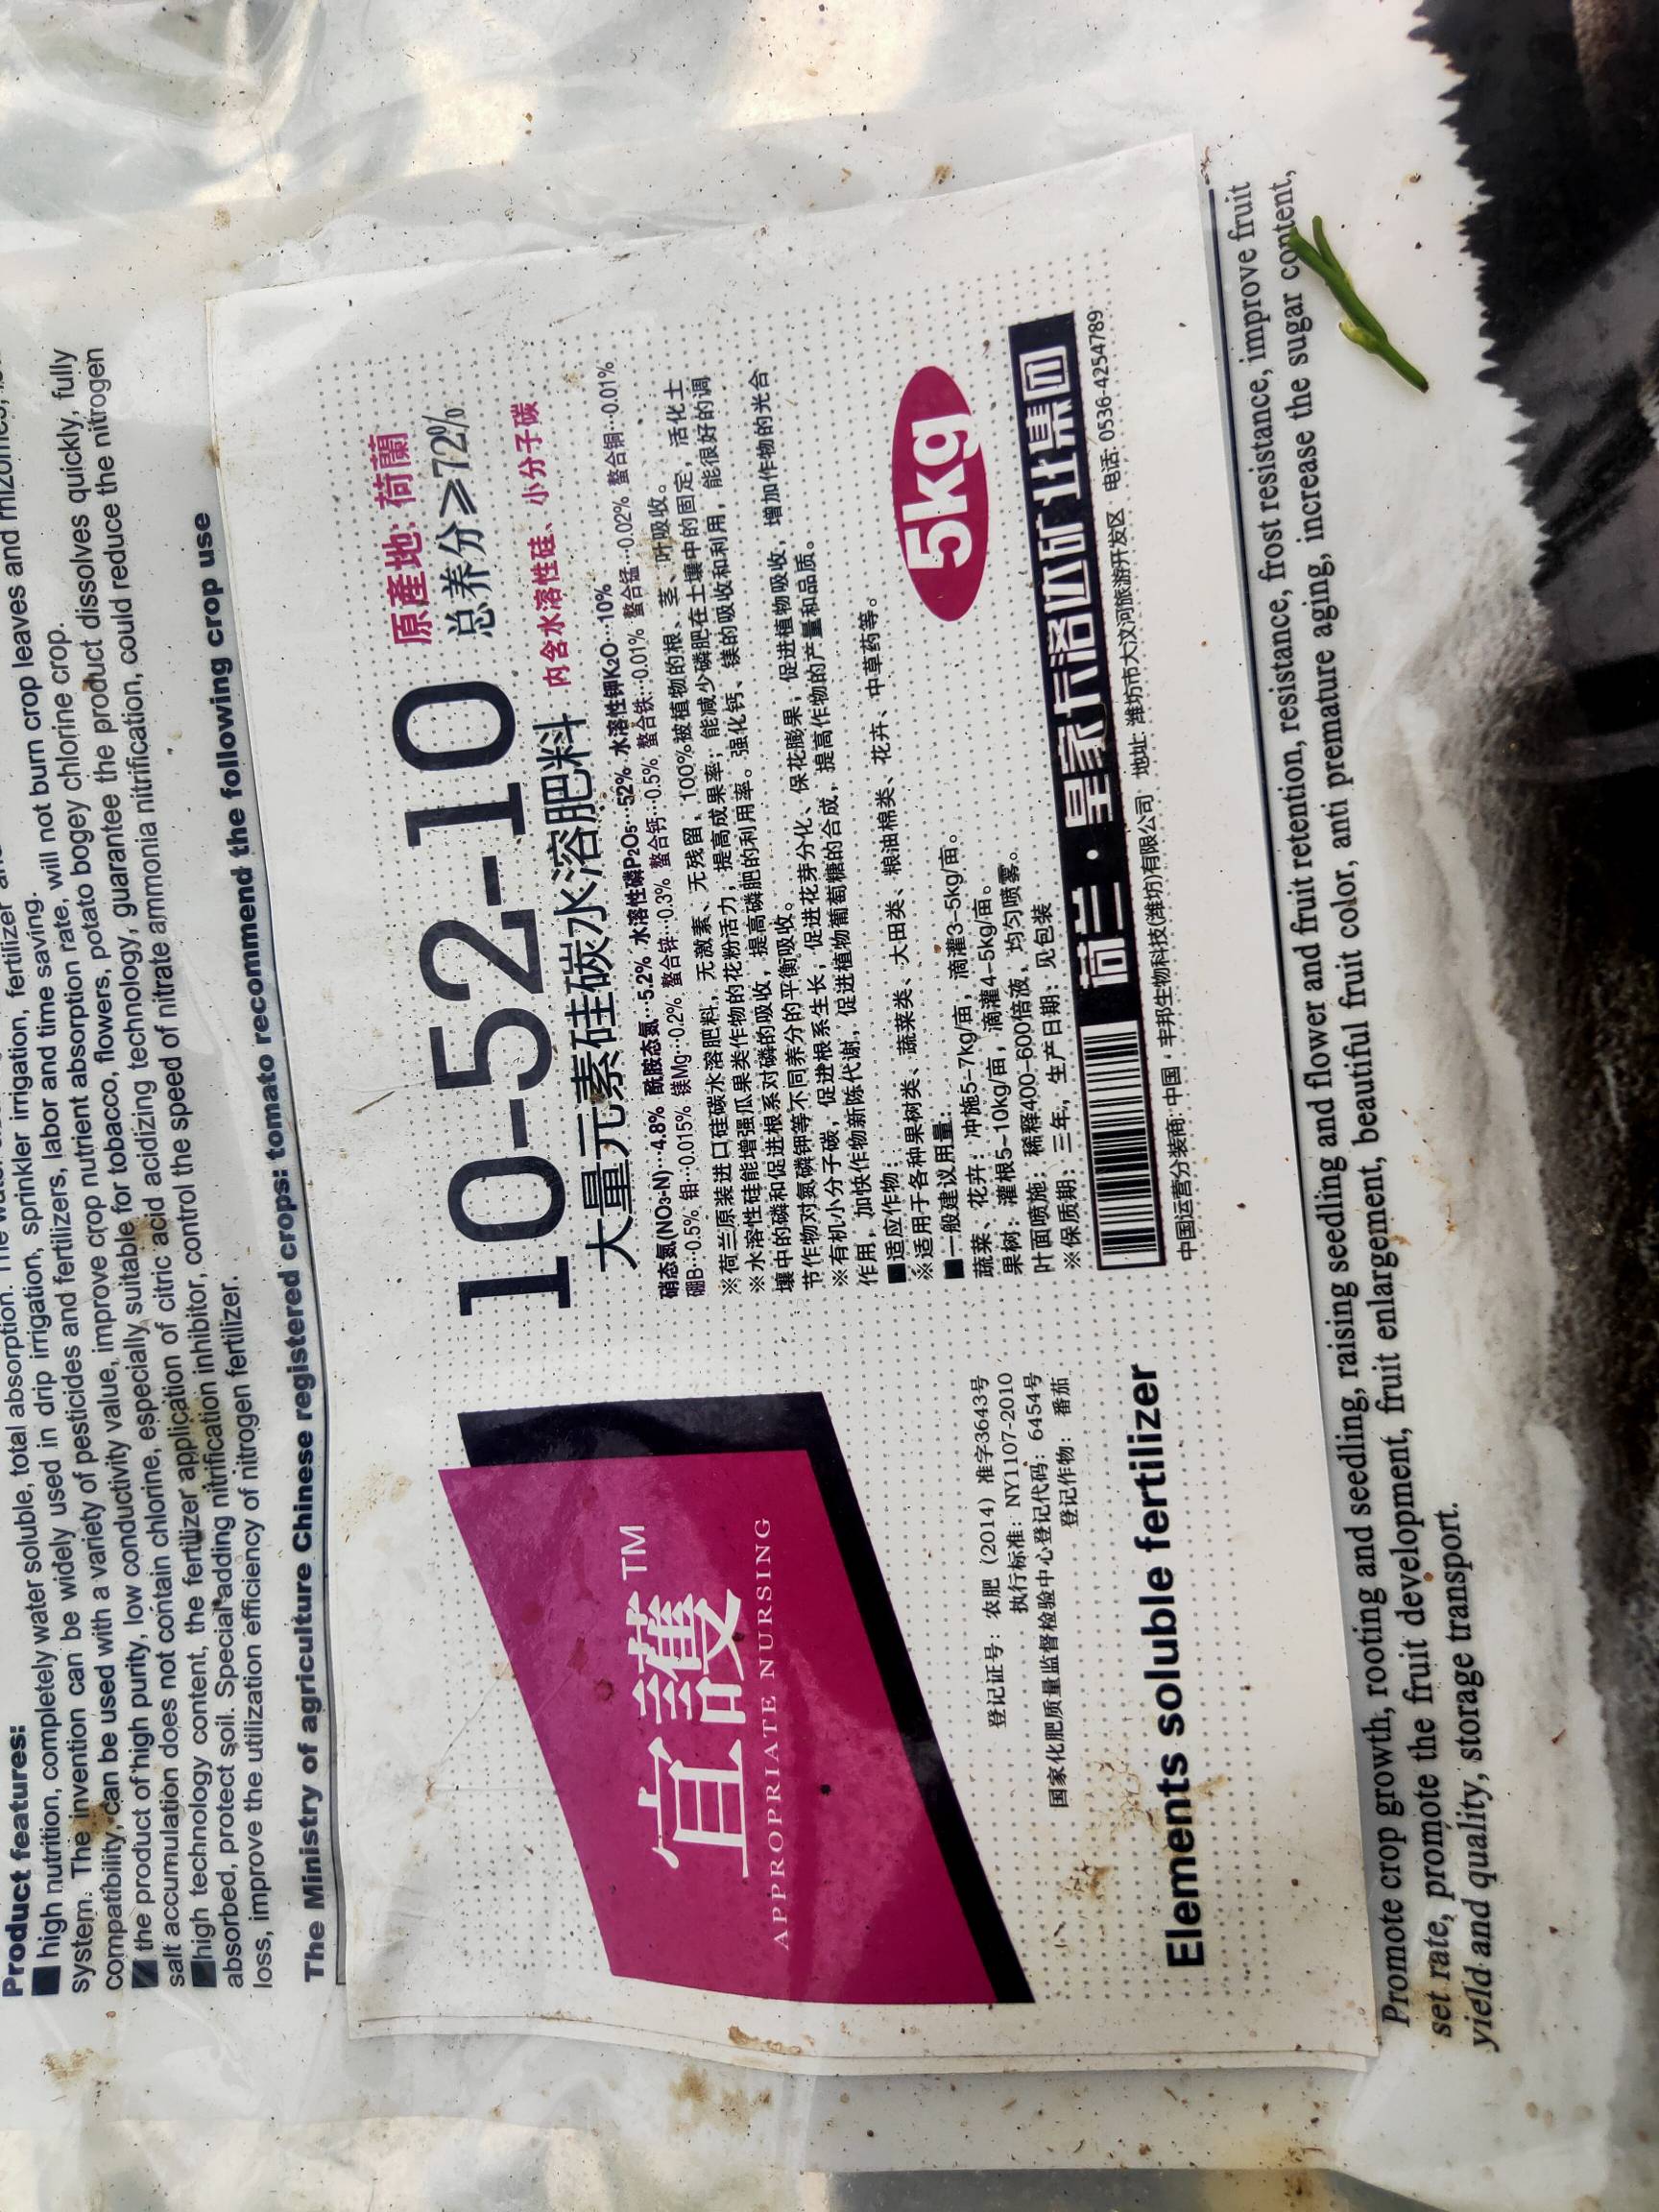 Product features:
■ high nutrition, completely water soluble, total absorption. The
system. The invention can be widely used in drip irrigation, sprinkler irrigation, fertilizer and
compatibility, can be used with a variety of pesticides and fertilizers, labor and time saving. will not burn crop leaves and rhizomes,
■ the product of high purity, low conductivity value, improve crop nutrient absorption rate,
salt accumulation does not contain chlorine, especially suitable for tobacco, flowers, potato bogey chlorine crop.
■ high technology content, the fertilizer application of citric acid acidizing technology, guarantee the product dissolves quickly, fully
absorbed, protect soil. Special adding nitrification inhibitor, control the speed of nitrate ammonia nitrification, could reduce the nitrogen
loss, improve the utilization efficiency of nitrogen fertilizer.
The Ministry of agriculture Chinese registered crops: tomato recommend the following crop use
宜護™
APPROPRIATE NURSING
登记证号：农肥（2014）准字3643号
执行标准：NY1107-2010
国家化肥质量监督检验中心登记代码：6454号
登记作物：番茄
Elements soluble fertilizer
10-52-10
原產地: 荷蘭
总养分≥72%
大量元素硅碳水溶肥料
内含水溶性硅、小分子碳
硝态氮(NO3-N)…4.8% 酰胺态氮…5.2% 水溶性磷P2O5…52% 水溶性钾K2O…10%
硼B…0.5% 钼…0.015% 镁Mg…0.2% 螯合锌…0.3% 螯合钙…0.5% 螯合铁…0.01% 螯合锰…0.02% 螯合铜…0.01%
※荷兰原装进口硅碳水溶肥料，无激素、无残留，100%被植物的根、茎、叶吸收。
※水溶性硅能增强瓜果类作物的花粉活力，提高成果率；能减少磷肥在土壤中的固定，活化土
壤中的磷和促进根系对磷的吸收，提高磷肥的利用率。强化钙、镁的吸收和利用，能很好的调
节作物对氮磷钾等不同养分的平衡吸收。
※有机小分子碳，促进根系生长，促进花芽分化、保花膨果，促进植物吸收，增加作物的光合
作用，加快作物新陈代谢，促进植物葡萄糖的合成，提高作物的产量和品质。
■适应作物：
※适用于各种果树类、蔬菜类、大田类、粮油棉类、花卉、中草药等。
■一般建议用量：
蔬菜、花卉：冲施5–7kg/亩，滴灌3–5kg/亩。
果树：灌根5–10kg/亩，滴灌4–5kg/亩。
叶面喷施：稀释400–600倍液，均匀喷雾。
※保质期：三年，生产日期：见包装
5kg
荷兰·皇家东洛达矿业集团
中国运营分装商: 中国·丰邦生物科技(潍坊)有限公司 地址: 潍坊市大汶河旅游开发区 电话: 0536-4254789
Promote crop growth, rooting and seedling, raising seedling and flower and fruit retention, resistance, frost resistance, improve fruit
set rate, promote the fruit development, fruit enlargement, beautiful fruit color, anti premature aging, increase the sugar content,
yield and quality, storage transport.